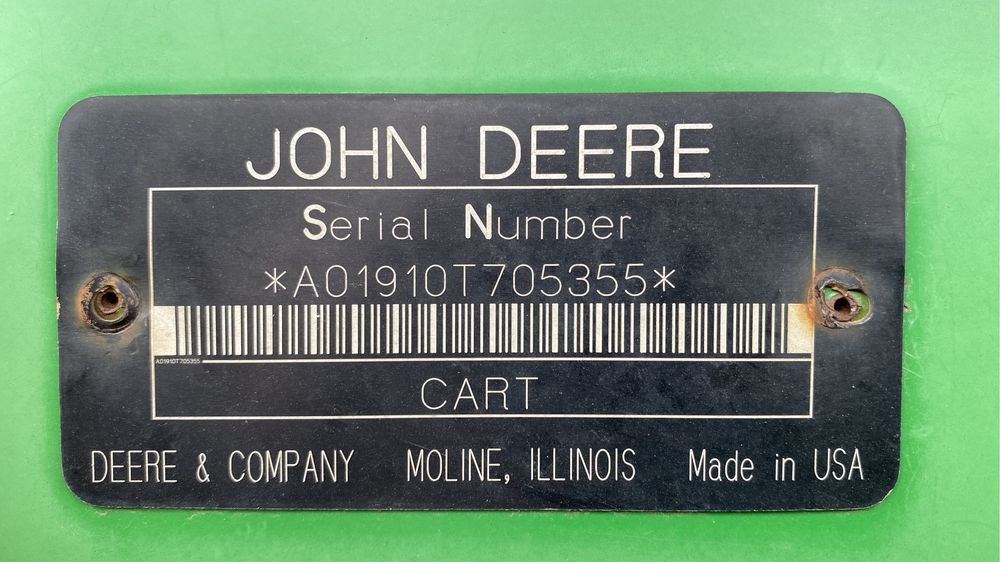 JOHN DEERE
Serial Number
*A01910T705355*
A01910T705355
CART
DEERE & COMPANY MOLINE, ILLINOIS Made in USA